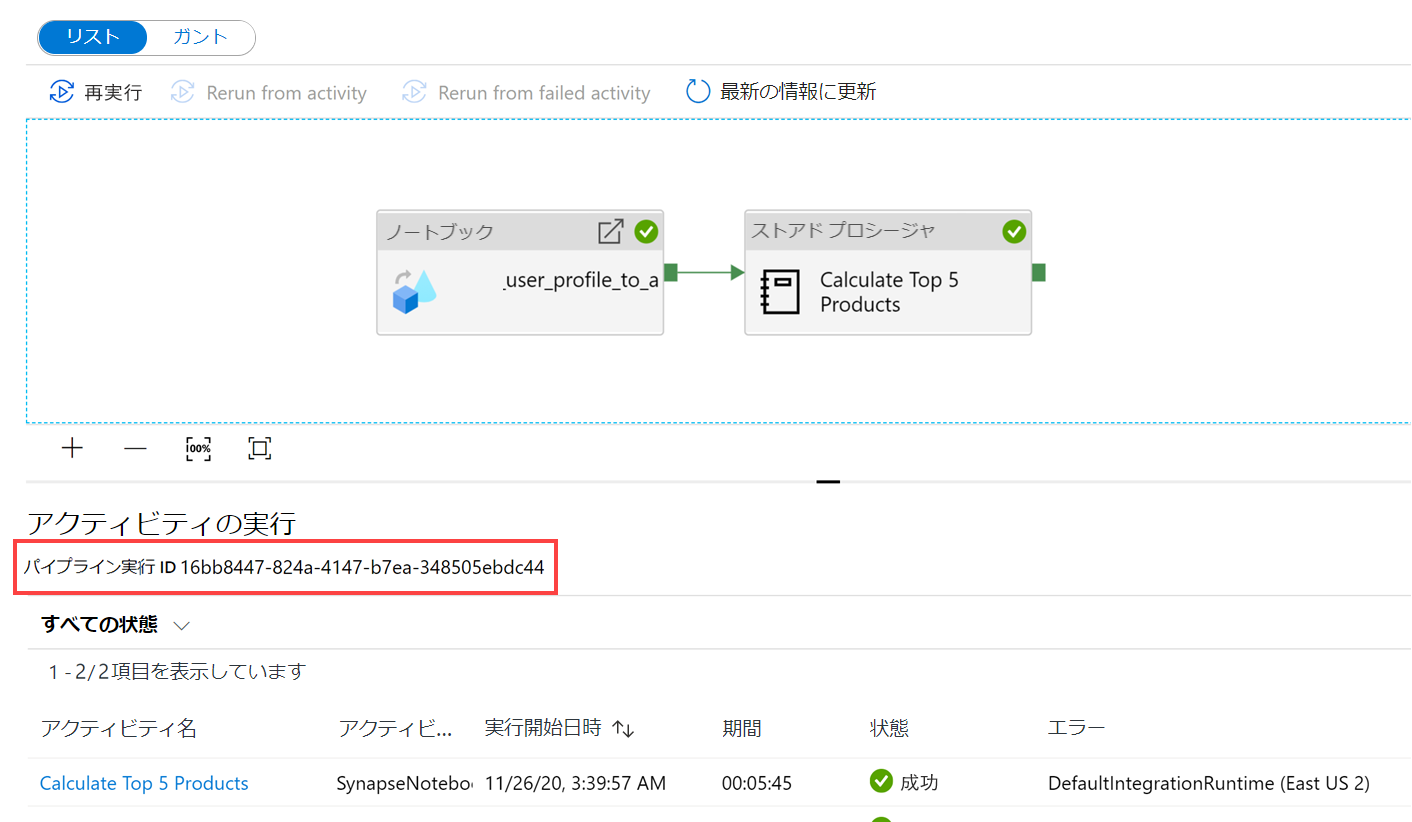 リスト ガント
再実行 Rerun from activity Rerun from failed activity 最新の情報に更新
ノートブック
_user_profile_to_a
ストアド プロシージャ
Calculate Top 5
Products
100%
アクティビティの実行
パイプライン実行 ID 16bb8447-824a-4147-b7ea-348505ebdc44
すべての状態
1 - 2/2項目を表示しています
アクティビティ名 アクティビ... 実行開始日時 期間 状態 エラー
Calculate Top 5 Products SynapseNotebo 11/26/20, 3:39:57 AM 00:05:45 成功 DefaultIntegrationRuntime (East US 2)